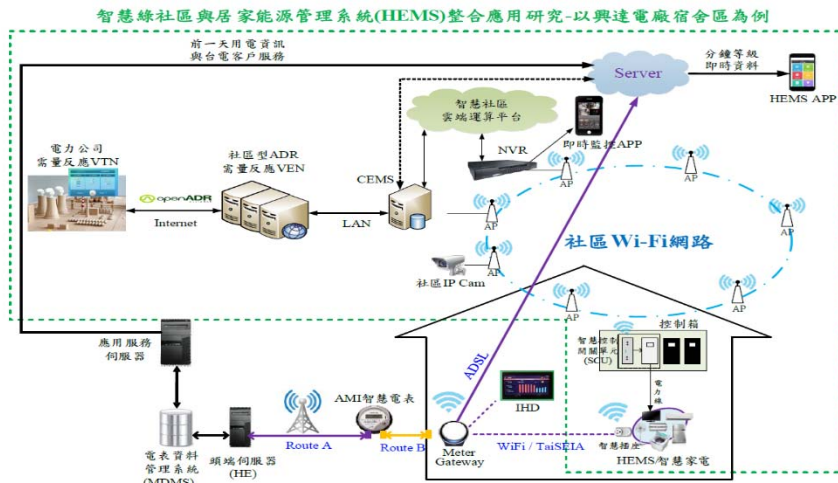 智慧綠社區與居家能源管理系統(HEMS)整合應用研究-以興達電廠宿舍區為例
前一天用電資訊
與台電客戶服務
Server
分鐘等級
即時資料
HEMS APP
智慧社區
雲端運算平台
NVR
即時監控APP
電力公司
需量反應VTN
社區型ADR
需量反應VEN
CEMS
openADR
Internet
LAN
AP
AP
AP
AP
AP
AP
AP
AP
社區Wi-Fi網路
社區IP Cam
應用服務
伺服器
控制箱
智慧控制
開關單元
(SCU)
電力線
ADSL
IHD
AMI智慧電表
Route A
Route B
Meter
Gateway
WiFi / TaiSEIA
智慧插座
HEMS/智慧家電
電表資料
管理系統
(MDMS)
頭端伺服器
(HE)